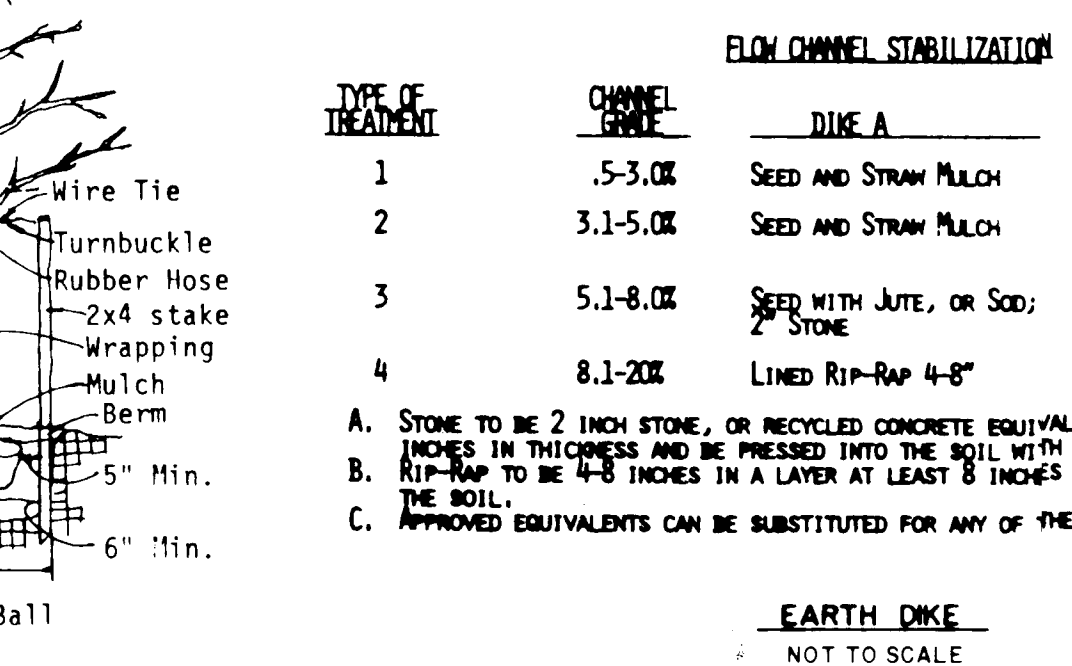 FLOW CHANNEL STABILIZATION
TYPE OF TREATMENT CHANNEL GRADE DIKE A
1 .5-3.0% SEED AND STRAW MULCH
2 3.1-5.0% SEED AND STRAW MULCH
3 5.1-8.0% SEED WITH JUTE, OR SOD;
2" STONE
4 8.1-20% LINED RIP-RAP 4-8"
A. STONE TO BE 2 INCH STONE, OR RECYCLED CONCRETE EQUIVAL
INCHES IN THICKNESS AND BE PRESSED INTO THE SOIL WITH
B. RIP-RAP TO BE 4-8 INCHES IN A LAYER AT LEAST 8 INCHES
THE SOIL.
C. APPROVED EQUIVALENTS CAN BE SUBSTITUTED FOR ANY OF THE
EARTH DIKE
NOT TO SCALE
Wire Tie
Turnbuckle
Rubber Hose
2x4 stake
Wrapping
Mulch
Berm
5" Min.
6" Min.
Ball